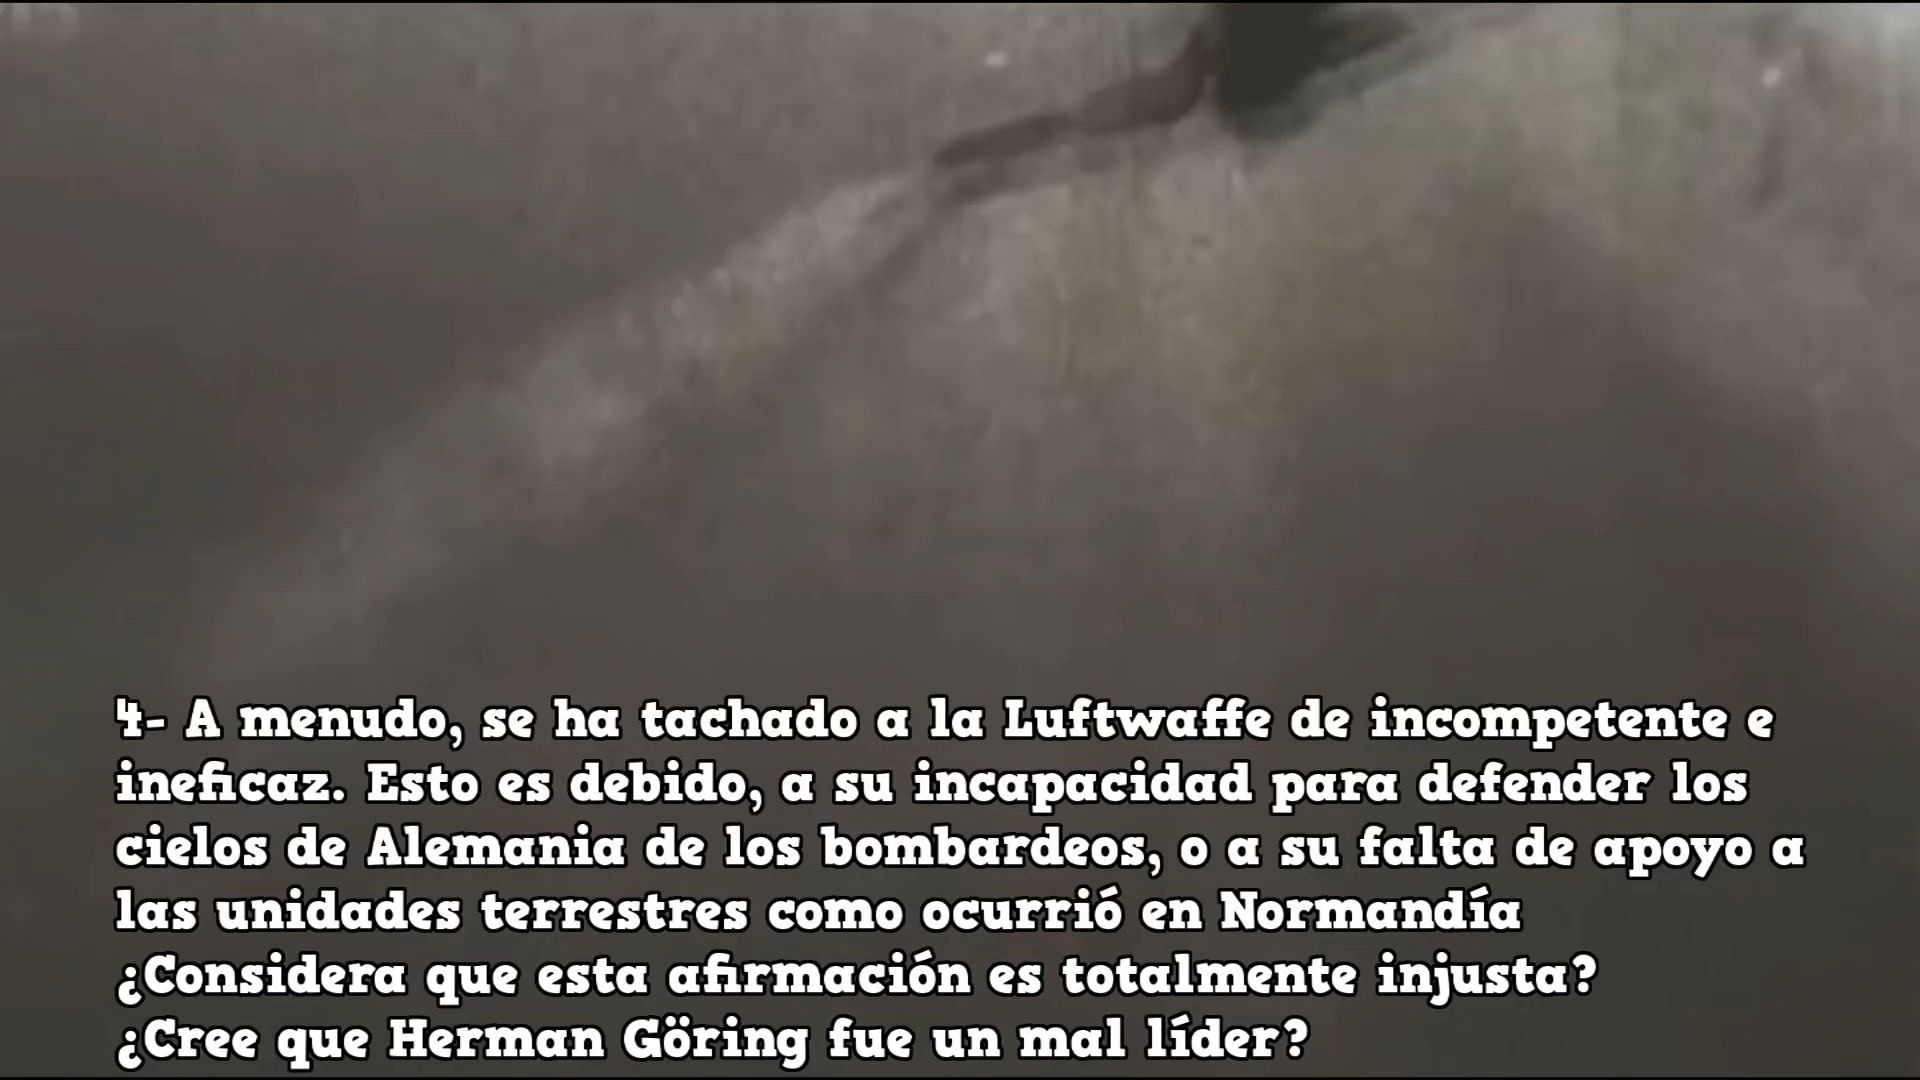 4- A menudo, se ha tachado a la Luftwaffe de incompetente e
ineficaz. Esto es debido, a su incapacidad para defender los
cielos de Alemania de los bombardeos, o a su falta de apoyo a
las unidades terrestres como ocurrió en Normandía
¿Considera que esta afirmación es totalmente injusta?
¿Cree que Herman Göring fue un mal líder?